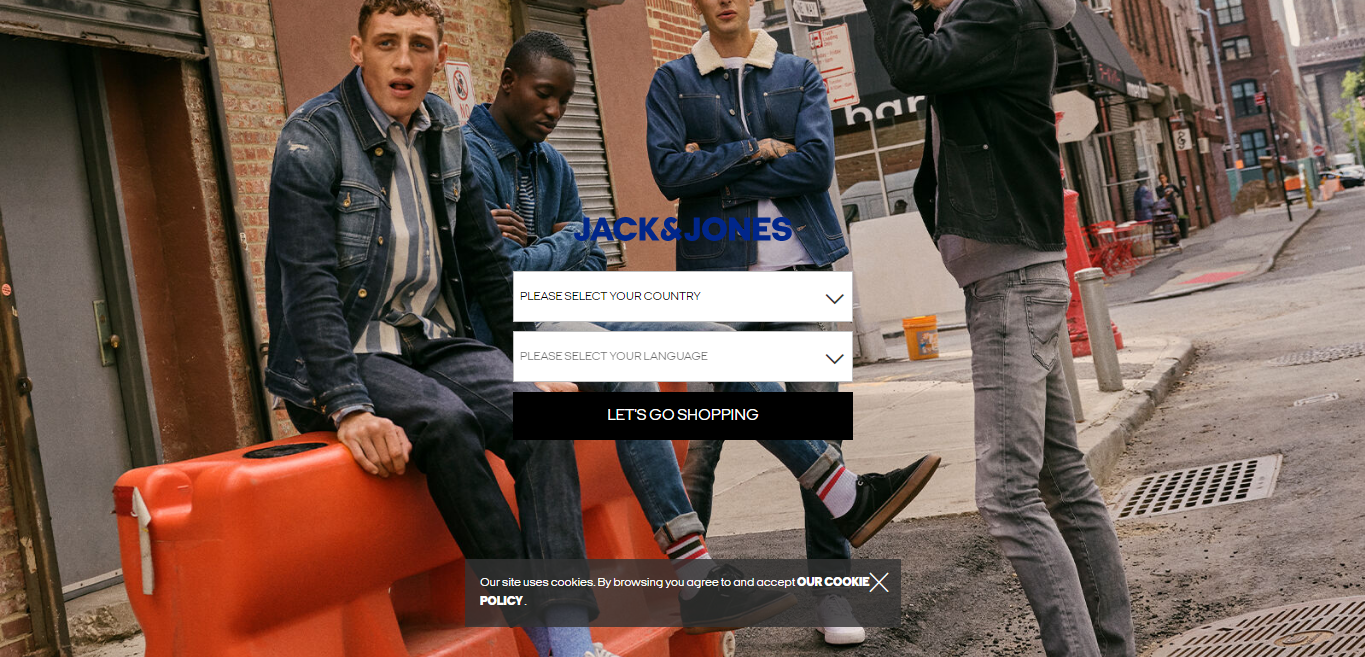 bar
JACK&JONES
PLEASE SELECT YOUR COUNTRY
PLEASE SELECT YOUR LANGUAGE
LET'S GO SHOPPING
Our site uses cookies. By browsing you agree to and accept OUR COOKIE
POLICY.